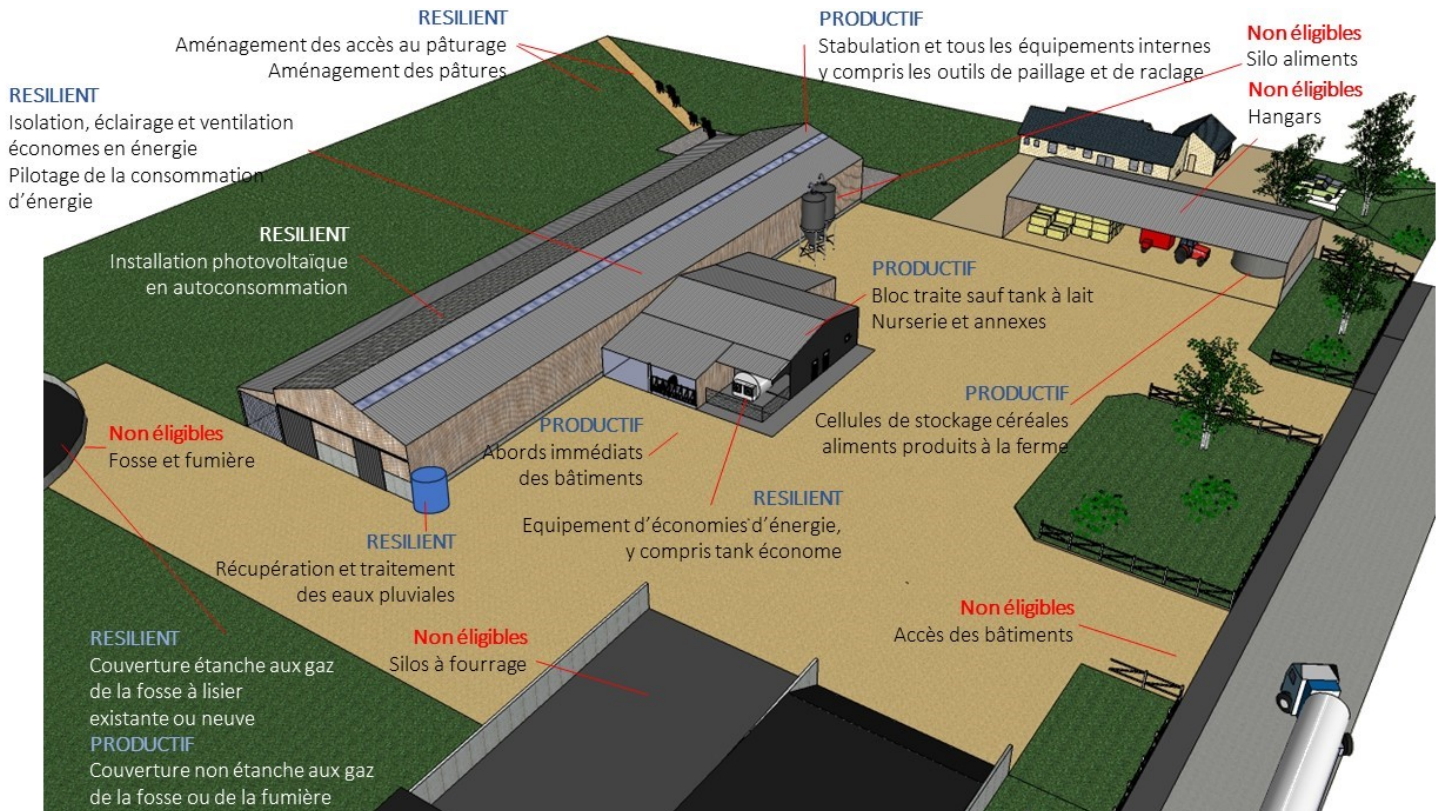 RESILIENT
Aménagement des accès au pâturage
Aménagement des pâtures
PRODUCTIF
Stabulation et tous les équipements internes
y compris les outils de paillage et de raclage
Non éligibles
Silo aliments
Non éligibles
Hangars
RESILIENT
Isolation, éclairage et ventilation
économes en énergie
Pilotage de la consommation
d’énergie
RESILIENT
Installation photovoltaïque
en autoconsommation
PRODUCTIF
Bloc traite sauf tank à lait
Nurserie et annexes
PRODUCTIF
Cellules de stockage céréales
aliments produits à la ferme
Non éligibles
Fosse et fumière
PRODUCTIF
Abords immédiats
des bâtiments
RESILIENT
Equipement d’économies d’énergie,
y compris tank économe
RESILIENT
Récupération et traitement
des eaux pluviales
Non éligibles
Accès des bâtiments
Non éligibles
Silos à fourrage
RESILIENT
Couverture étanche aux gaz
de la fosse à lisier
existante ou neuve
PRODUCTIF
Couverture non étanche aux gaz
de la fosse ou de la fumière